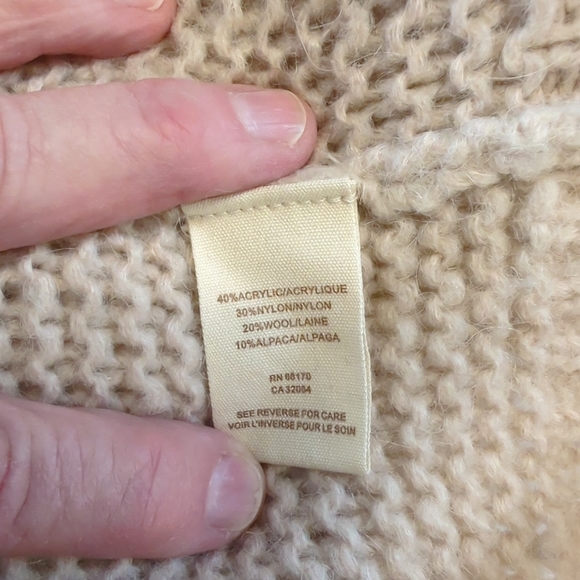 40%ACRYLIC/ACRYLIQUE
30%NYLON/NYLON
20%WOOL/LAINE
10%ALPACA/ALPAGA
RN 66170
CA 32054
SEE REVERSE FOR CARE
VOIR L'INVERSE POUR LE SOIN